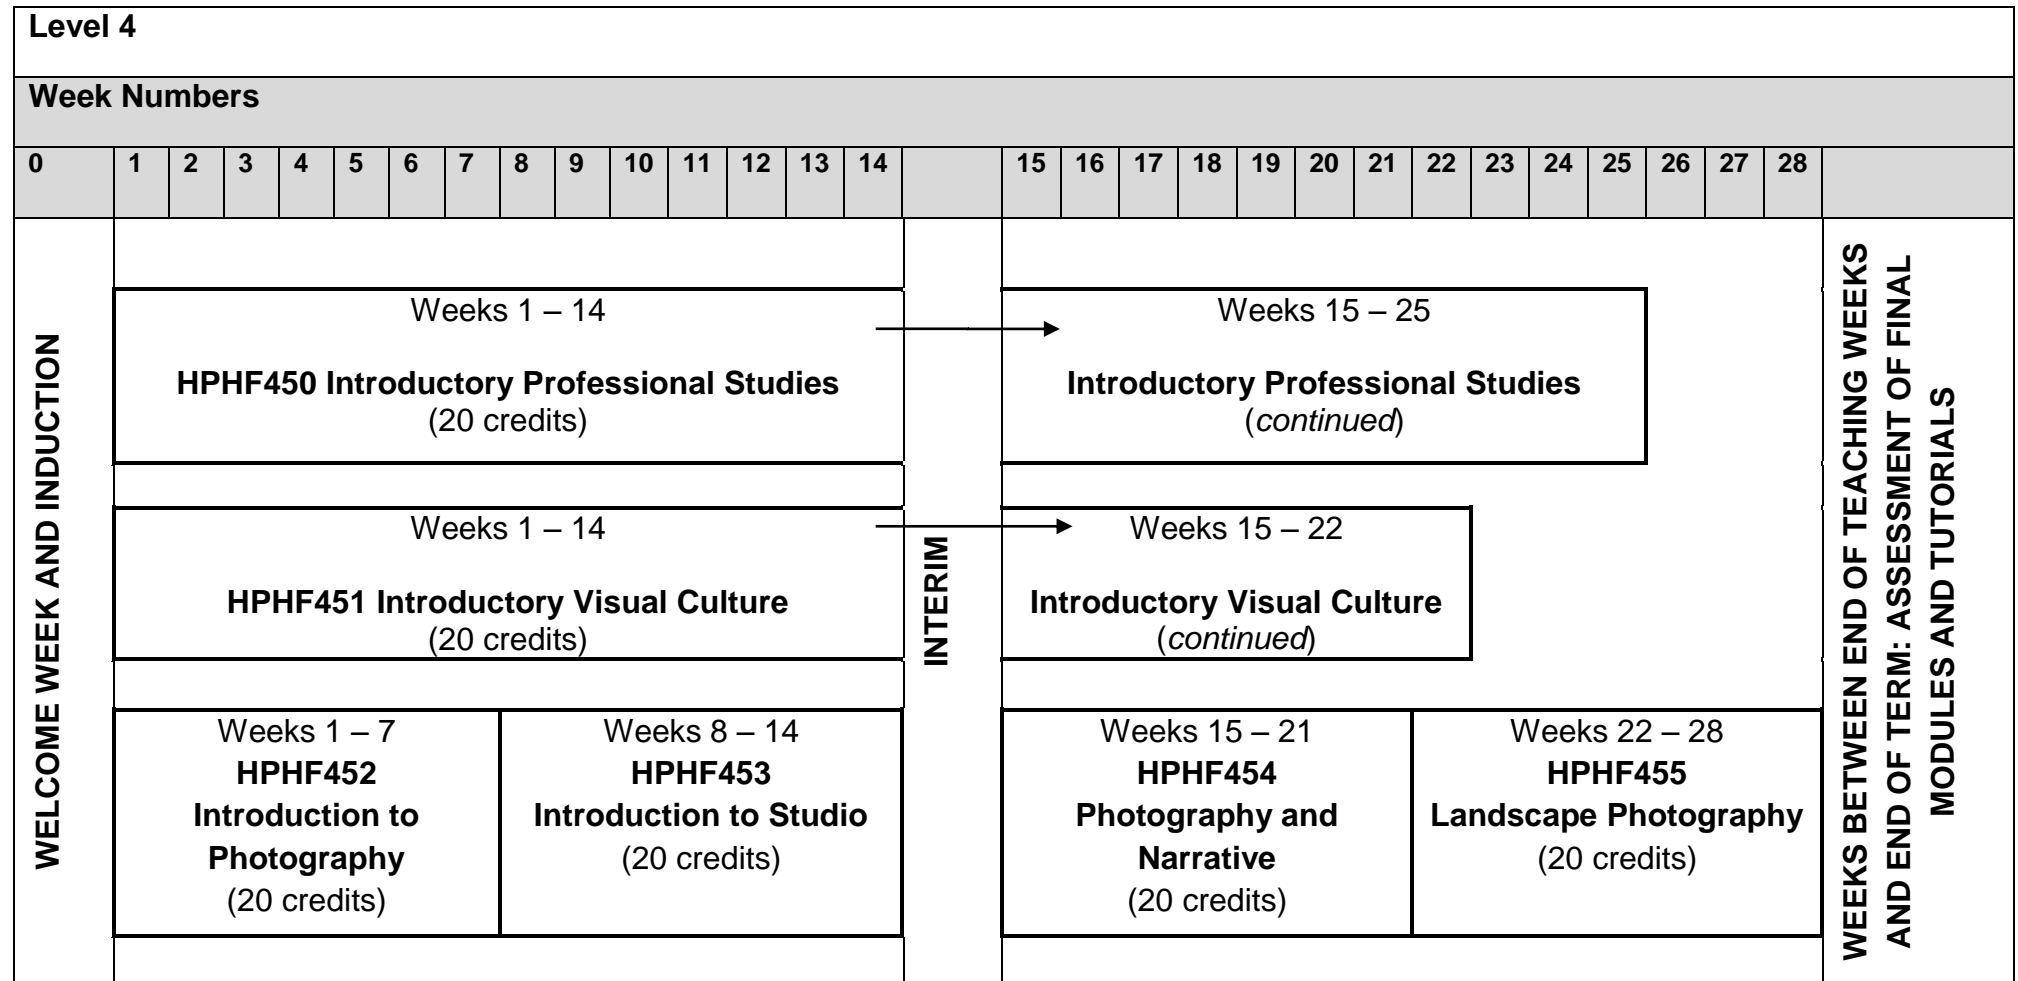 Level 4
Week Numbers
0 1 2 3 4 5 6 7 8 9 10 11 12 13 14 15 16 17 18 19 20 21 22 23 24 25 26 27 28
WELCOME WEEK AND INDUCTION
Weeks 1 – 14
HPHF450 Introductory Professional Studies
(20 credits)
Weeks 1 – 14
HPHF451 Introductory Visual Culture
(20 credits)
Weeks 1 – 7
HPHF452
Introduction to
Photography
(20 credits)
Weeks 8 – 14
HPHF453
Introduction to Studio
(20 credits)
INTERIM
Weeks 15 – 25
Introductory Professional Studies
(continued)
Weeks 15 – 22
Introductory Visual Culture
(continued)
Weeks 15 – 21
HPHF454
Photography and
Narrative
(20 credits)
Weeks 22 – 28
HPHF455
Landscape Photography
(20 credits)
WEEKS BETWEEN END OF TEACHING WEEKS
AND END OF TERM: ASSESSMENT OF FINAL
MODULES AND TUTORIALS